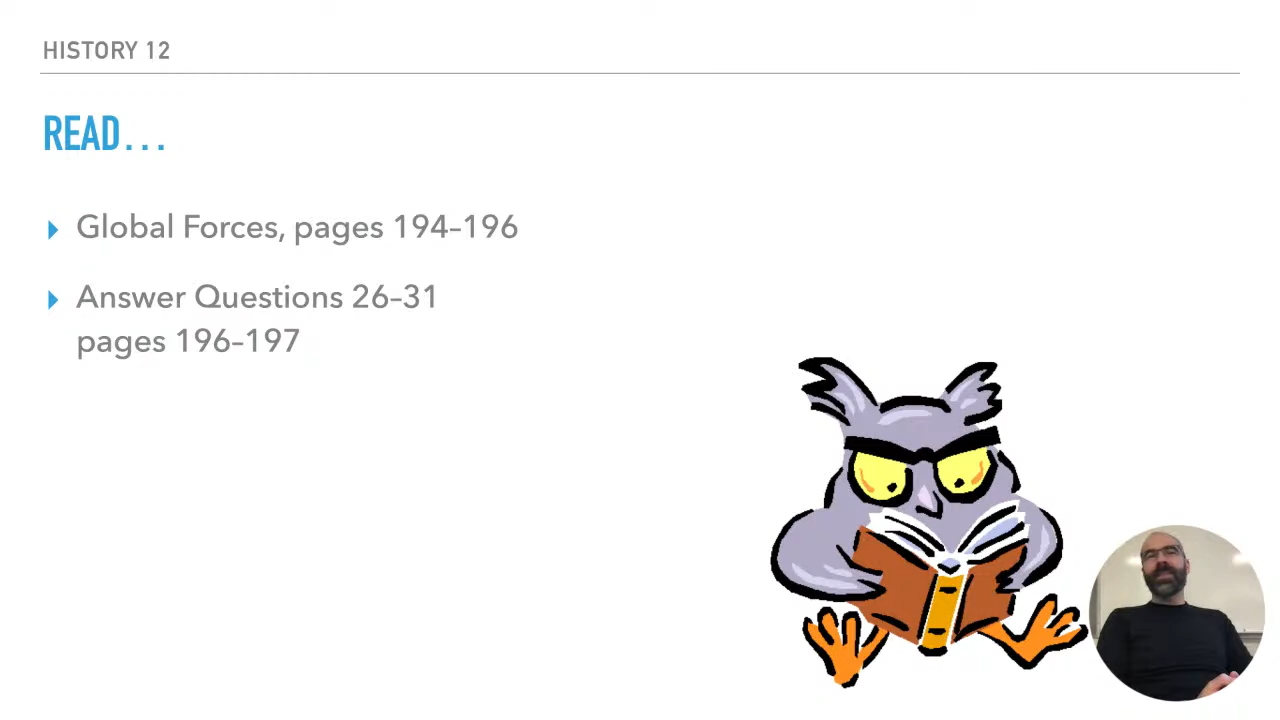 HISTORY 12
READ...
Global Forces, pages 194–196
Answer Questions 26–31
pages 196–197